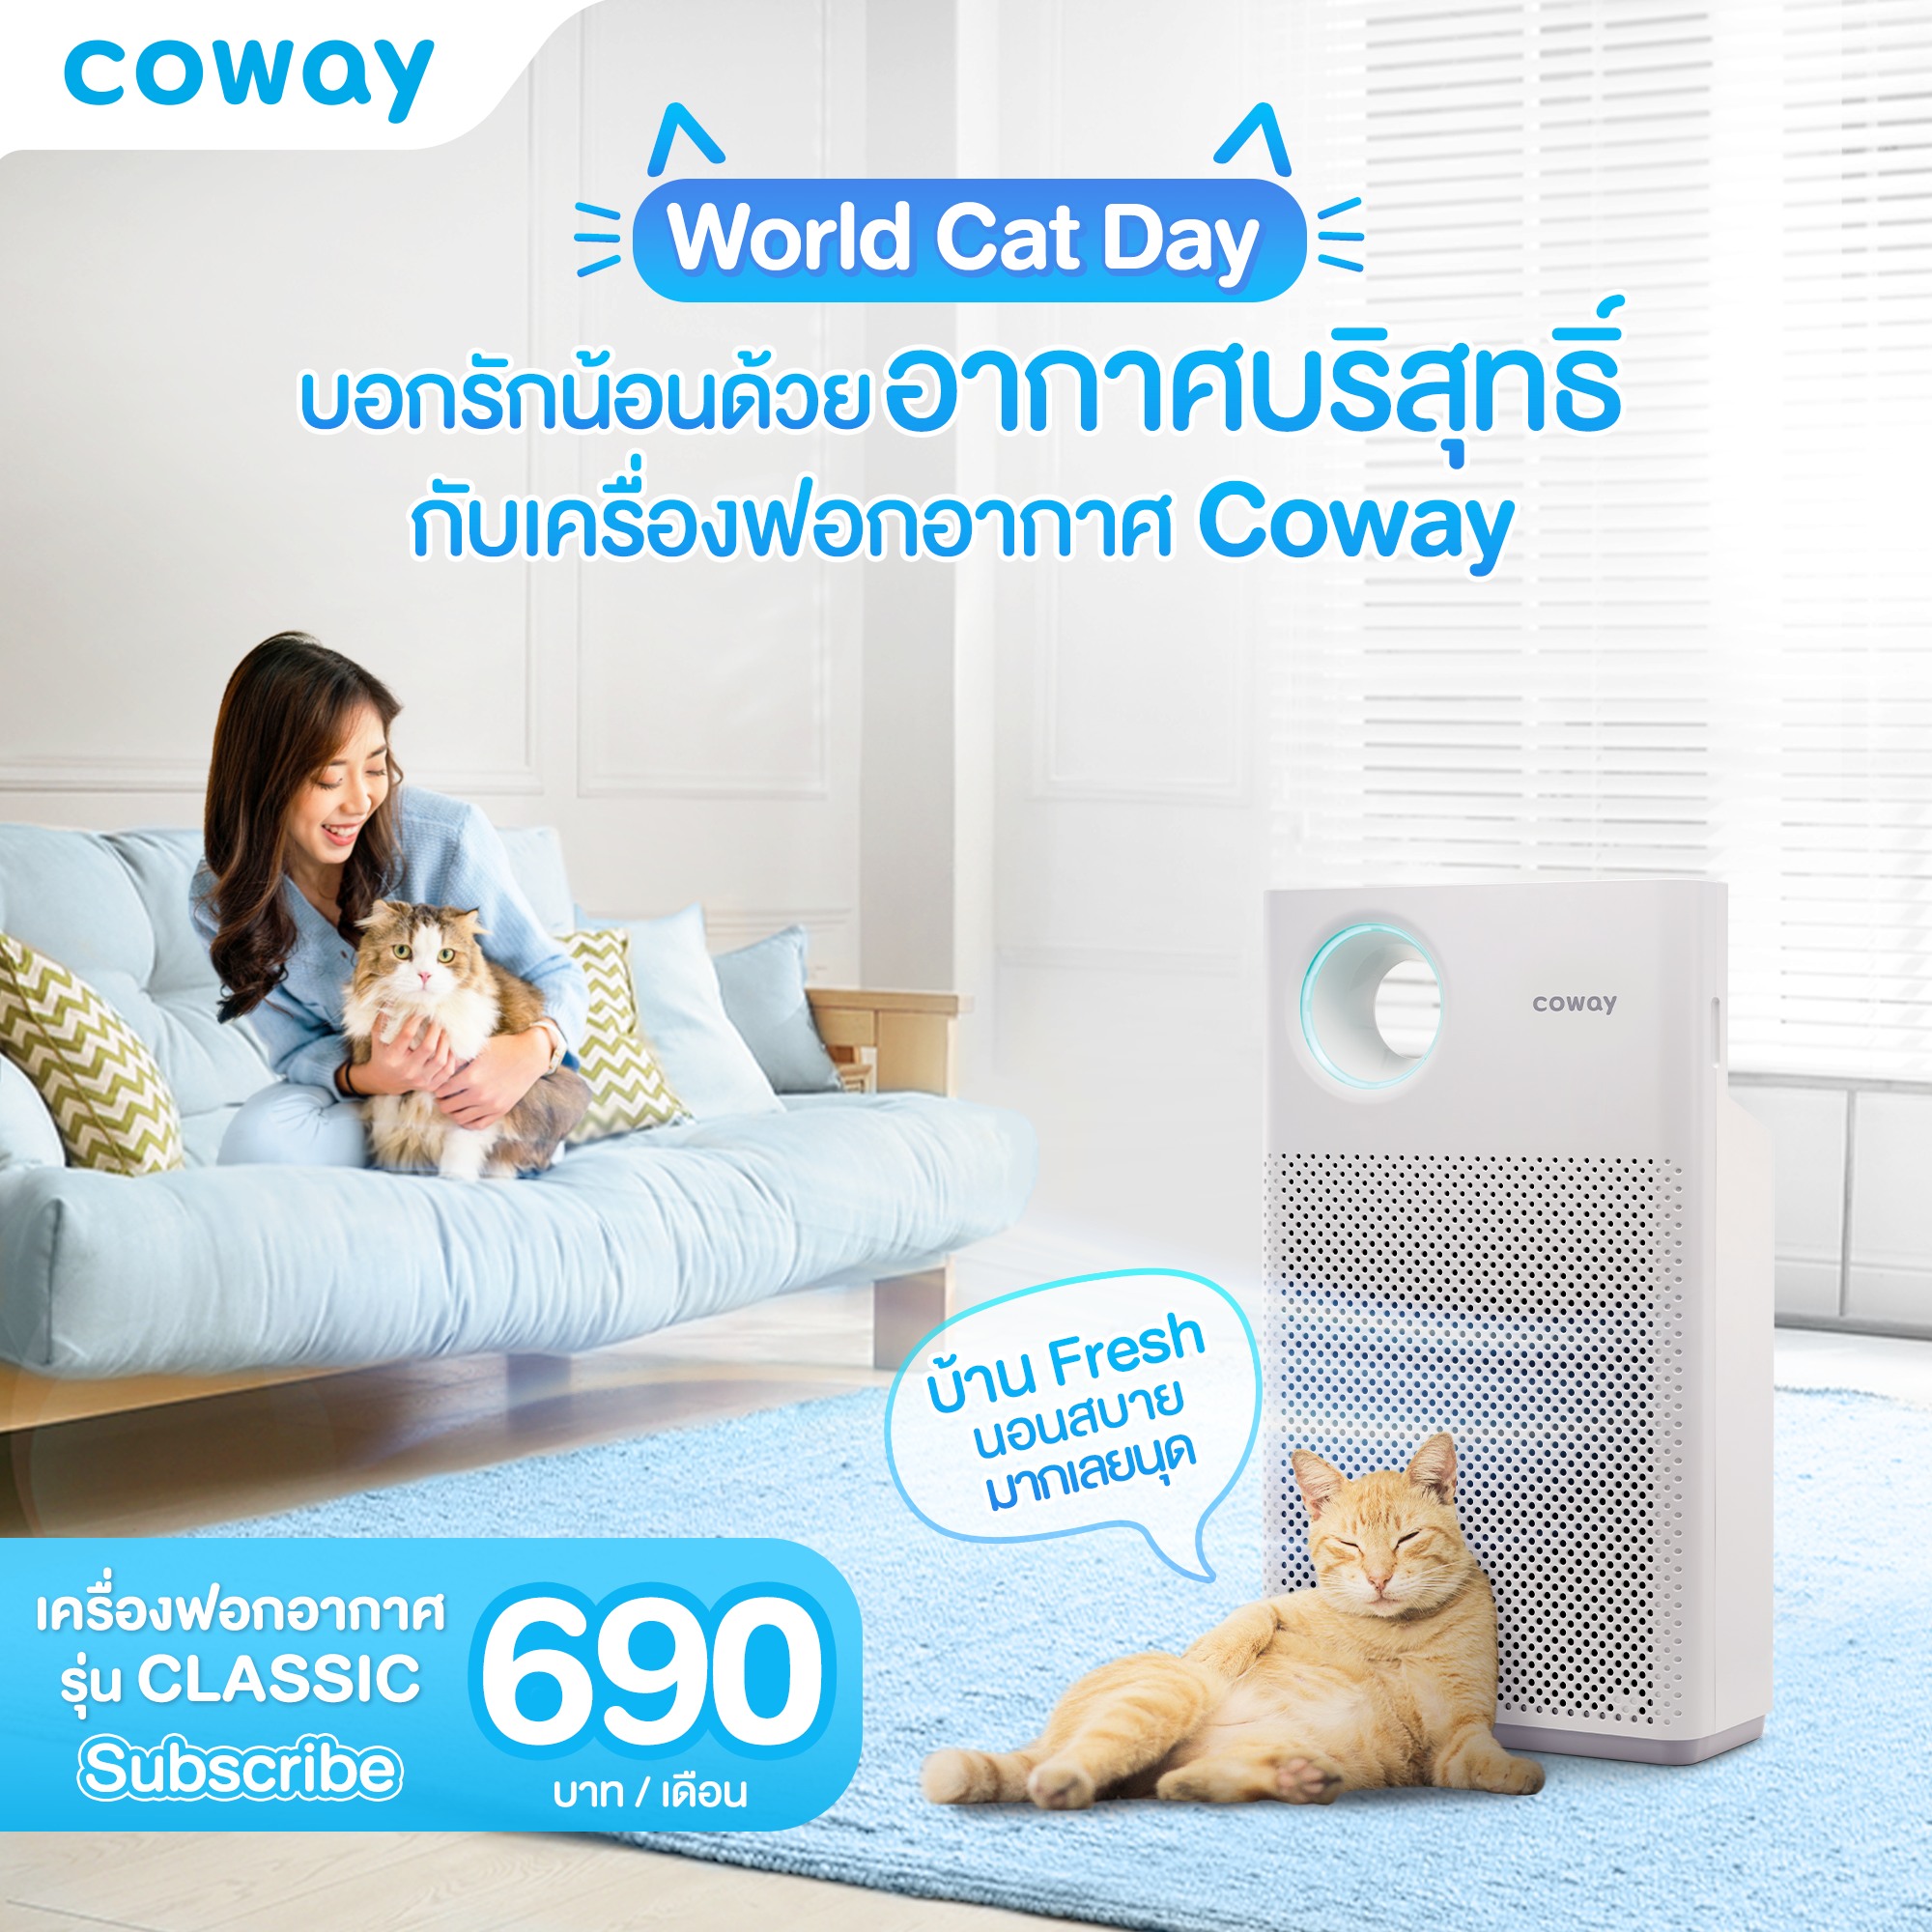 coway
World Cat Day
บอกรักน้อนด้วยอากาศบริสุทธิ์
กับเครื่องฟอกอากาศ Coway
coway
บ้าน Fresh
นอนสบาย
มากเลยนุด
เครื่องฟอกอากาศ
รุ่น CLASSIC
Subscribe
690
บาท / เดือน